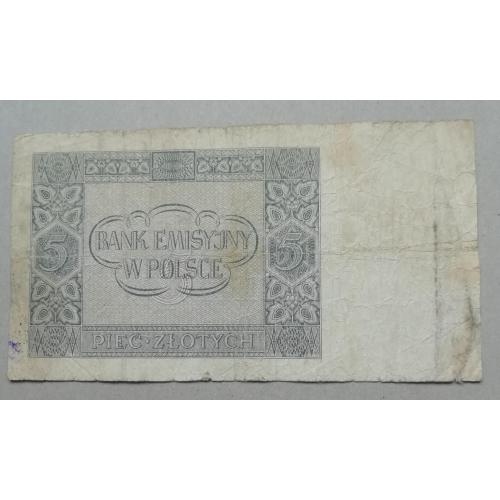 BANK EMISYJNY
W POLSCE
5 5
PIĘĆ·ZŁOTYCH